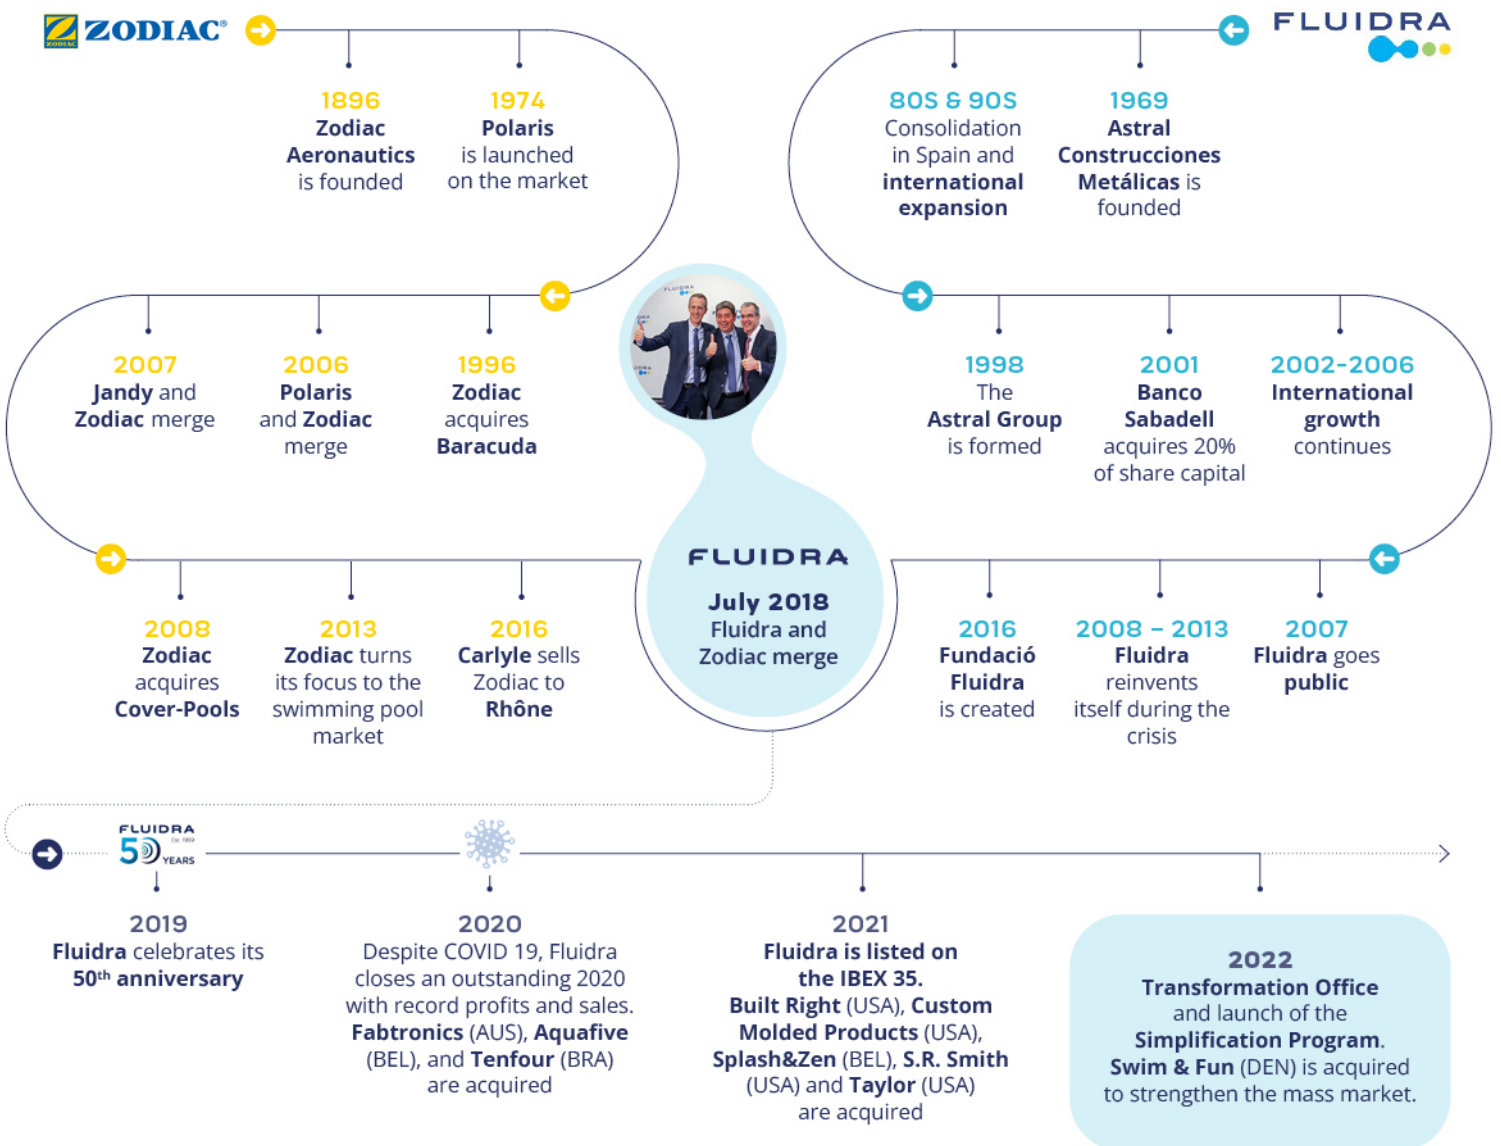 ZODIAC
ZODIAC®
FLUIDRA
1896
Zodiac
Aeronautics
is founded
1974
Polaris
is launched
on the market
80S & 90S
Consolidation
in Spain and
international
expansion
1969
Astral
Construcciones
Metálicas is
founded
2007
Jandy and
Zodiac merge
2006
Polaris
and Zodiac
merge
1996
Zodiac
acquires
Baracuda
FLUIDRA
1998
The
Astral Group
is formed
2001
Banco
Sabadell
acquires 20%
of share capital
2002-2006
International
growth
continues
2008
Zodiac
acquires
Cover-Pools
2013
Zodiac turns
its focus to the
swimming pool
market
2016
Carlyle sells
Zodiac to
Rhône
FLUIDRA
July 2018
Fluidra and
Zodiac merge
2016
Fundació
Fluidra
is created
2008 – 2013
Fluidra
reinvents
itself during the
crisis
2007
Fluidra goes
public
FLUIDRA
50
YEARS
2019
Fluidra celebrates its
50th anniversary
2020
Despite COVID 19, Fluidra
closes an outstanding 2020
with record profits and sales.
Fabtronics (AUS), Aquafive
(BEL), and Tenfour (BRA)
are acquired
2021
Fluidra is listed on
the IBEX 35.
Built Right (USA), Custom
Molded Products (USA),
Splash&Zen (BEL), S.R. Smith
(USA) and Taylor (USA)
are acquired
2022
Transformation Office
and launch of the
Simplification Program.
Swim & Fun (DEN) is acquired
to strengthen the mass market.